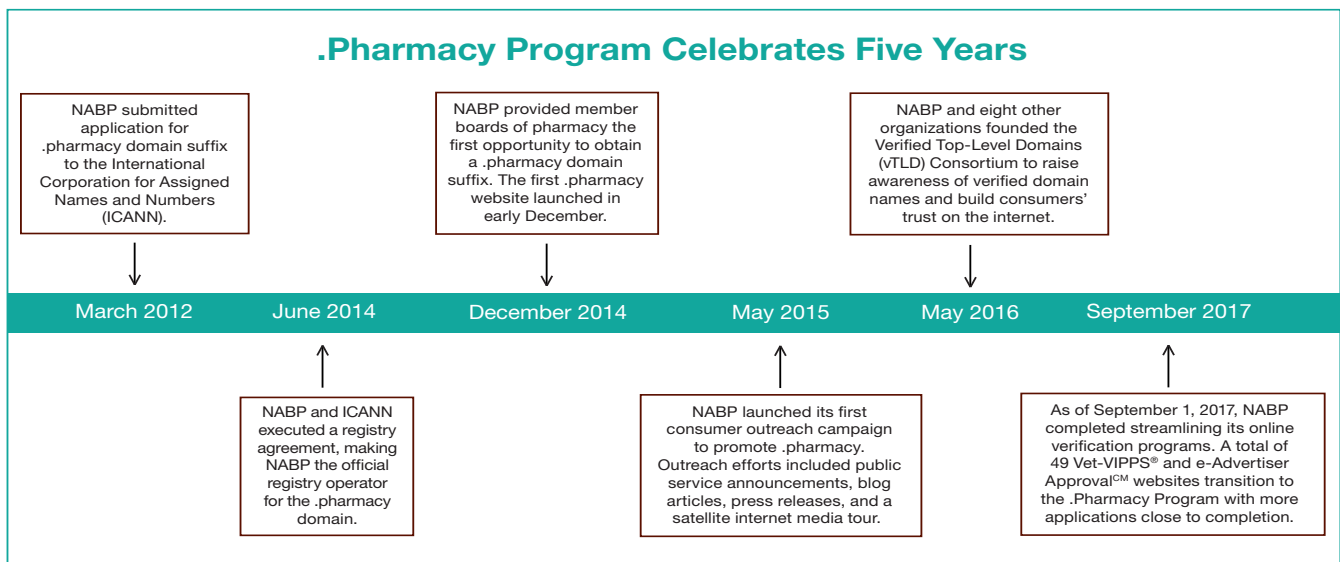 .Pharmacy Program Celebrates Five Years
NABP submitted
application for
.pharmacy domain suffix
to the International
Corporation for Assigned
Names and Numbers
(ICANN).
NABP provided member
boards of pharmacy the
first opportunity to obtain
a .pharmacy domain
suffix. The first .pharmacy
website launched in
early December.
NABP and eight other
organizations founded the
Verified Top-Level Domains
(vTLD) Consortium to raise
awareness of verified domain
names and build consumers’
trust on the internet.
March 2012
June 2014
December 2014
May 2015
May 2016
September 2017
NABP and ICANN
executed a registry
agreement, making
NABP the official
registry operator
for the .pharmacy
domain.
NABP launched its first
consumer outreach campaign
to promote .pharmacy.
Outreach efforts included public
service announcements, blog
articles, press releases, and a
satellite internet media tour.
As of September 1, 2017, NABP
completed streamlining its online
verification programs. A total of
49 Vet-VIPPS® and e-Advertiser
Approval℠ websites transition to
the .Pharmacy Program with more
applications close to completion.